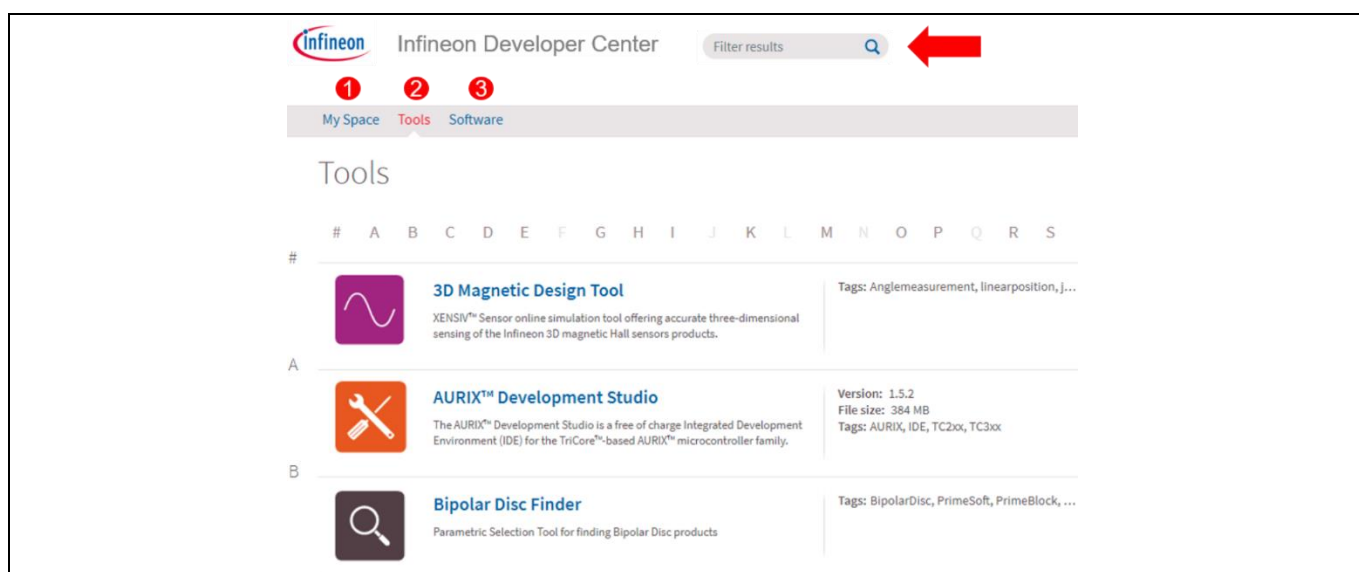 infineon
Infineon Developer Center
Filter results
1 2 3
My Space Tools Software
Tools
# A B C D E F G H I J K L M N O P Q R S
#
3D Magnetic Design Tool
XENSIV™ Sensor online simulation tool offering accurate three-dimensional
sensing of the Infineon 3D magnetic Hall sensors products.
Tags: Anglemeasurement, linearposition, j...
A
AURIX™ Development Studio
The AURIX™ Development Studio is a free of charge Integrated Development
Environment (IDE) for the TriCore™-based AURIX™ microcontroller family.
Version: 1.5.2
File size: 384 MB
Tags: AURIX, IDE, TC2xx, TC3xx
B
Bipolar Disc Finder
Parametric Selection Tool for finding Bipolar Disc products
Tags: BipolarDisc, PrimeSoft, PrimeBlock, ...